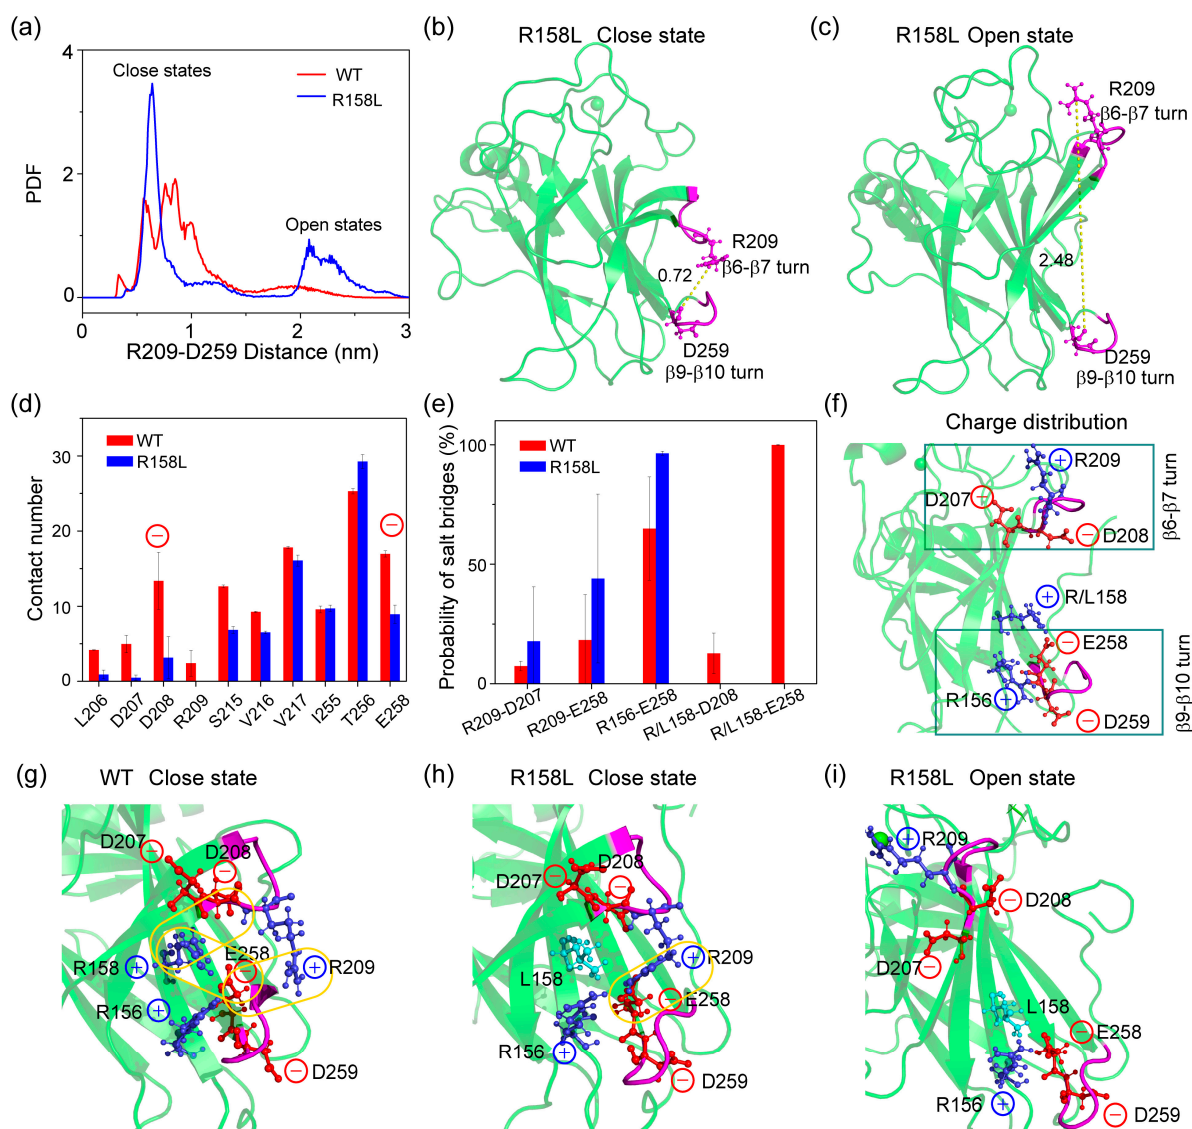 (a)
4
Close states
WT
R158L
PDF
2
Open states
0
0
1
2
3
R209-D259 Distance (nm)
(b)
R158L Close state
R209
0.72
β6-β7 turn
D259
β9-β10 turn
(c)
R158L Open state
R209
β6-β7 turn
2.48
D259
β9-β10 turn
(d)
WT
R158L
30
20
10
0
Contact number
−
−
L206
D207
D208
R209
S215
V216
V217
I255
T256
E258
(e)
WT
R158L
100
50
0
Probability of salt bridges (%)
R209-D207
R209-E258
R156-E258
R/L158-D208
R/L158-E258
(f)
Charge distribution
+ R209
D207 −
− D208
β6-β7 turn
+ R/L158
− E258
R156 +
− D259
β9-β10 turn
(g)
WT Close state
D207 −
D208
−
E258
R158 +
−
+ R209
R156 +
− D259
(h)
R158L Close state
D208
D207 −
−
L158
+ R209
− E258
R156
+
− D259
(i)
R158L Open state
+ R209
− D208
D207 −
L158
− E258
R156 +
− D259